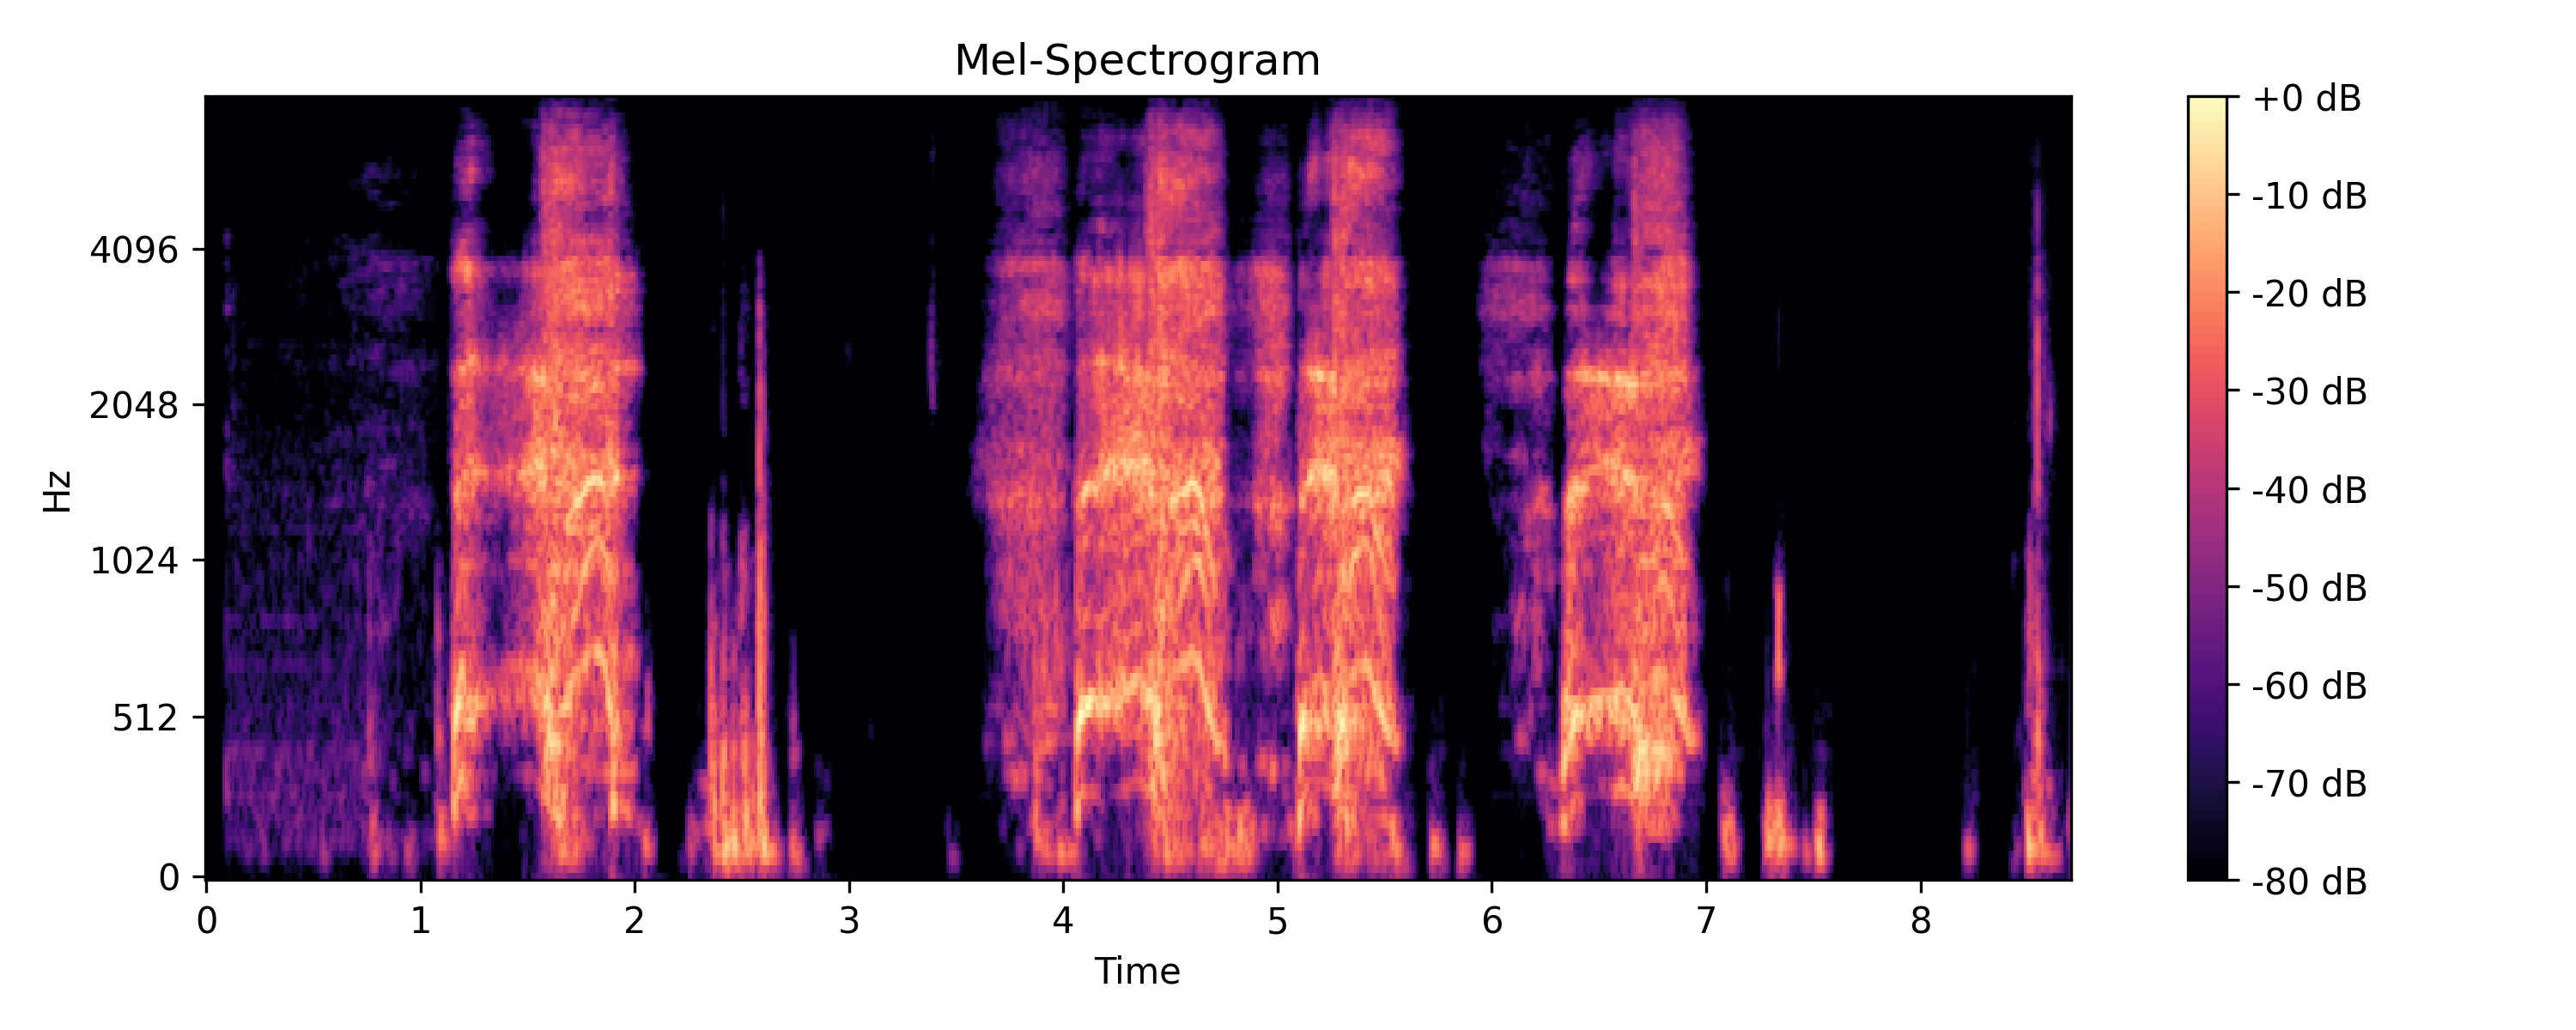 Mel-Spectrogram
+0 dB
-10 dB
-20 dB
-30 dB
-40 dB
-50 dB
-60 dB
-70 dB
-80 dB
Hz
4096
2048
1024
512
0
0 1 2 3 4 5 6 7 8
Time